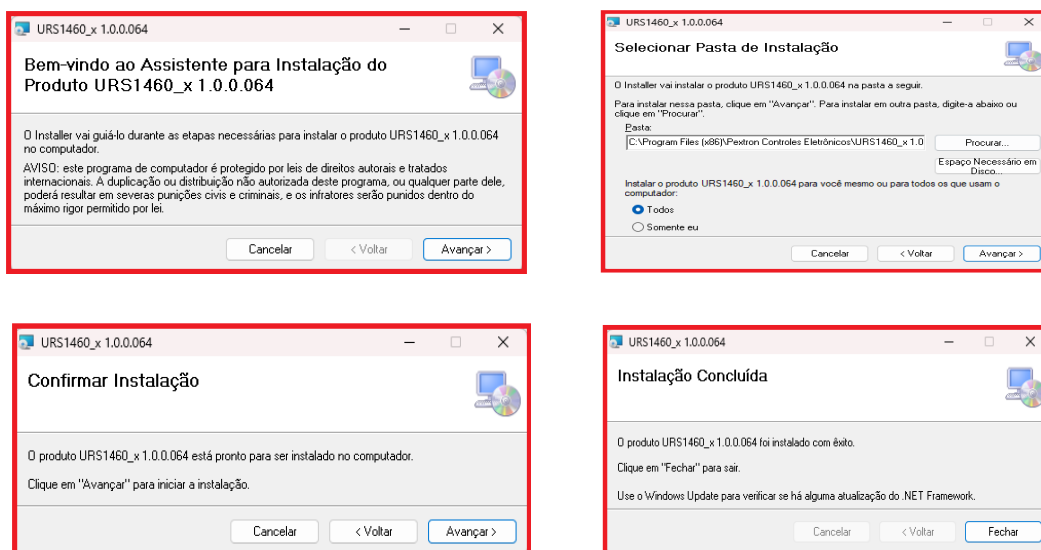 URS1460_x 1.0.0.064
Bem-vindo ao Assistente para Instalação do
Produto URS1460_x 1.0.0.064
O Installer vai guiá-lo durante as etapas necessárias para instalar o produto URS1460_x 1.0.0.064
no computador.
AVISO: este programa de computador é protegido por leis de direitos autorais e tratados
internacionais. A duplicação ou distribuição não autorizada deste programa, ou qualquer parte dele,
poderá resultar em severas punições civis e criminais, e os infratores serão punidos dentro do
máximo rigor permitido por lei.
Cancelar < Voltar Avançar >
URS1460_x 1.0.0.064
Selecionar Pasta de Instalação
O Installer vai instalar o produto URS1460_x 1.0.0.064 na pasta a seguir.
Para instalar nessa pasta, clique em "Avançar". Para instalar em outra pasta, digite-a abaixo ou
clique em "Procurar".
Pasta:
C:\Program Files (x86)\Pextron Controles Eletrônicos\URS1460_x 1.0
Procurar...
Espaço Necessário em
Disco...
Instalar o produto URS1460_x 1.0.0.064 para você mesmo ou para todos os que usam o
computador:
Todos
Somente eu
Cancelar < Voltar Avançar >
URS1460_x 1.0.0.064
Confirmar Instalação
O produto URS1460_x 1.0.0.064 está pronto para ser instalado no computador.
Clique em "Avançar" para iniciar a instalação.
Cancelar < Voltar Avançar >
URS1460_x 1.0.0.064
Instalação Concluída
O produto URS1460_x 1.0.0.064 foi instalado com êxito.
Clique em "Fechar" para sair.
Use o Windows Update para verificar se há alguma atualização do .NET Framework.
Cancelar < Voltar Fechar